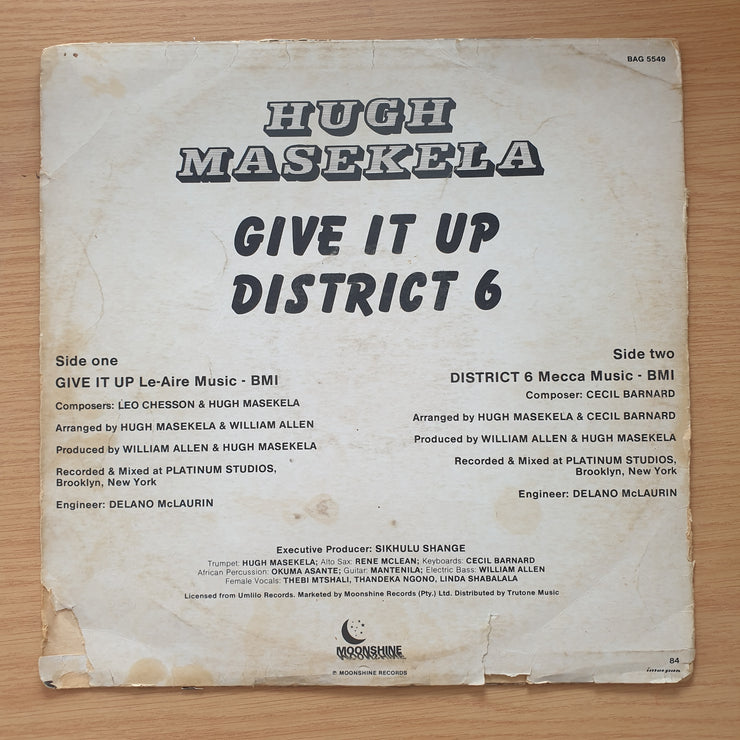 BAG 5549
HUGH
MASEKELA
GIVE IT UP
DISTRICT 6
Side one
GIVE IT UP Le-Aire Music - BMI
Composers: LEO CHESSON & HUGH MASEKELA
Arranged by HUGH MASEKELA & WILLIAM ALLEN
Produced by WILLIAM ALLEN & HUGH MASEKELA
Recorded & Mixed at PLATINUM STUDIOS,
Brooklyn, New York
Engineer: DELANO McLAURIN
Side two
DISTRICT 6 Mecca Music - BMI
Composer: CECIL BARNARD
Arranged by HUGH MASEKELA & CECIL BARNARD
Produced by WILLIAM ALLEN & HUGH MASEKELA
Recorded & Mixed at PLATINUM STUDIOS,
Brooklyn, New York
Engineer: DELANO McLAURIN
Executive Producer: SIKHULU SHANGE
Trumpet: HUGH MASEKELA; Alto Sax: RENE McLEAN; Keyboards: CECIL BARNARD
African Percussion: OKUMA ASANTE; Guitar: MANTENILA; Electric Bass: WILLIAM ALLEN
Female Vocals: THEBI MTSHALI, THANDEKA NGONO, LINDA SHABALALA
Licensed from Umlilo Records. Marketed by Moonshine Records (Pty.) Ltd. Distributed by Trutone Music
MOONSHINE
℗ MOONSHINE RECORDS
84